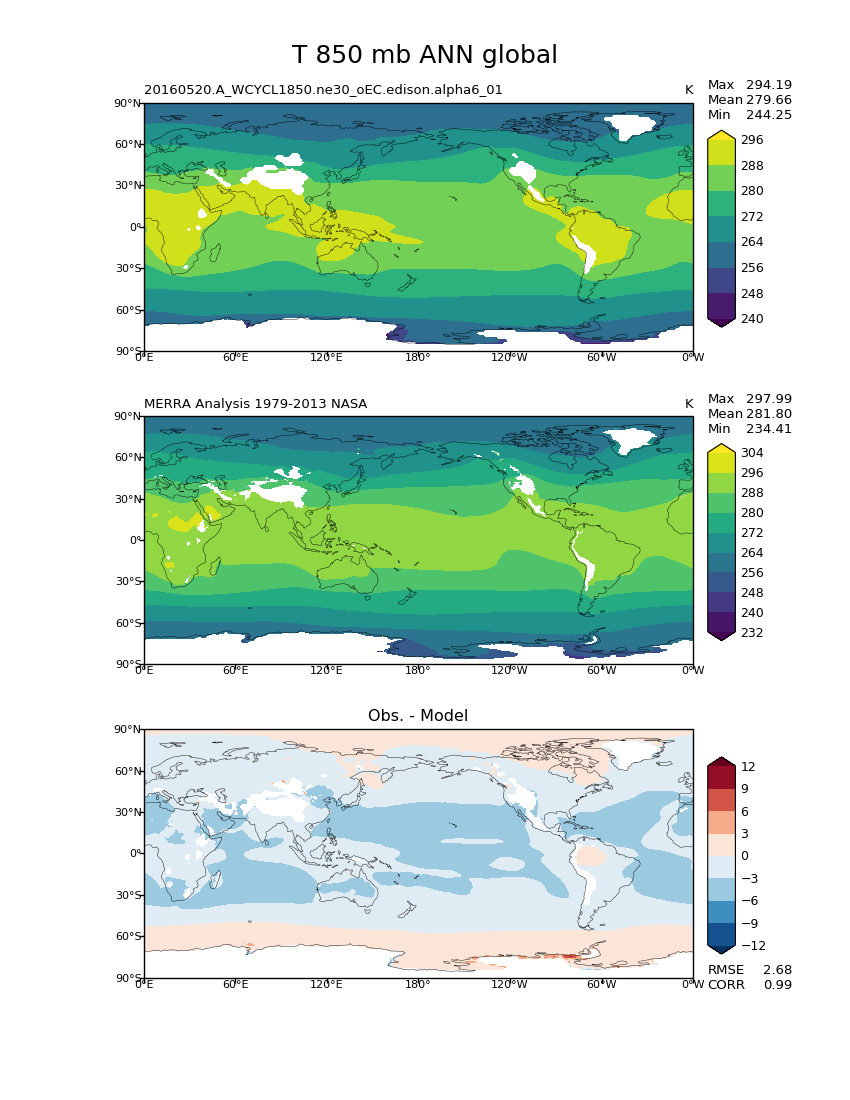 T 850 mb ANN global
20160520.A_WCYCL1850.ne30_oEC.edison.alpha6_01 K
Max 294.19
Mean 279.66
Min 244.25
90°N
60°N
30°N
0°
30°S
60°S
90°S
0°E 60°E 120°E 180° 120°W 60°W 0°W
296
288
280
272
264
256
248
240
MERRA Analysis 1979-2013 NASA K
Max 297.99
Mean 281.80
Min 234.41
90°N
60°N
30°N
0°
30°S
60°S
90°S
0°E 60°E 120°E 180° 120°W 60°W 0°W
304
296
288
280
272
264
256
248
240
232
Obs. - Model
90°N
60°N
30°N
0°
30°S
60°S
90°S
0°E 60°E 120°E 180° 120°W 60°W 0°W
12
9
6
3
0
−3
−6
−9
−12
RMSE 2.68
CORR 0.99